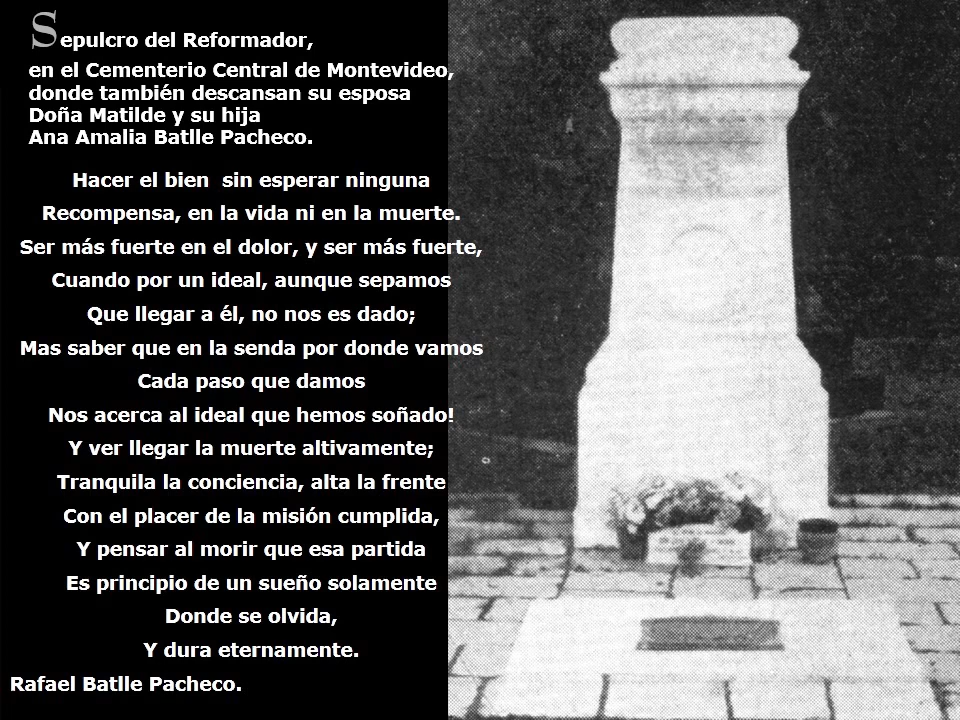 Sepulcro del Reformador,
en el Cementerio Central de Montevideo,
donde también descansan su esposa
Doña Matilde y su hija
Ana Amalia Batlle Pacheco.
Hacer el bien sin esperar ninguna
Recompensa, en la vida ni en la muerte.
Ser más fuerte en el dolor, y ser más fuerte,
Cuando por un ideal, aunque sepamos
Que llegar a él, no nos es dado;
Mas saber que en la senda por donde vamos
Cada paso que damos
Nos acerca al ideal que hemos soñado!
Y ver llegar la muerte altivamente;
Tranquila la conciencia, alta la frente
Con el placer de la misión cumplida,
Y pensar al morir que esa partida
Es principio de un sueño solamente
Donde se olvida,
Y dura eternamente.
Rafael Batlle Pacheco.